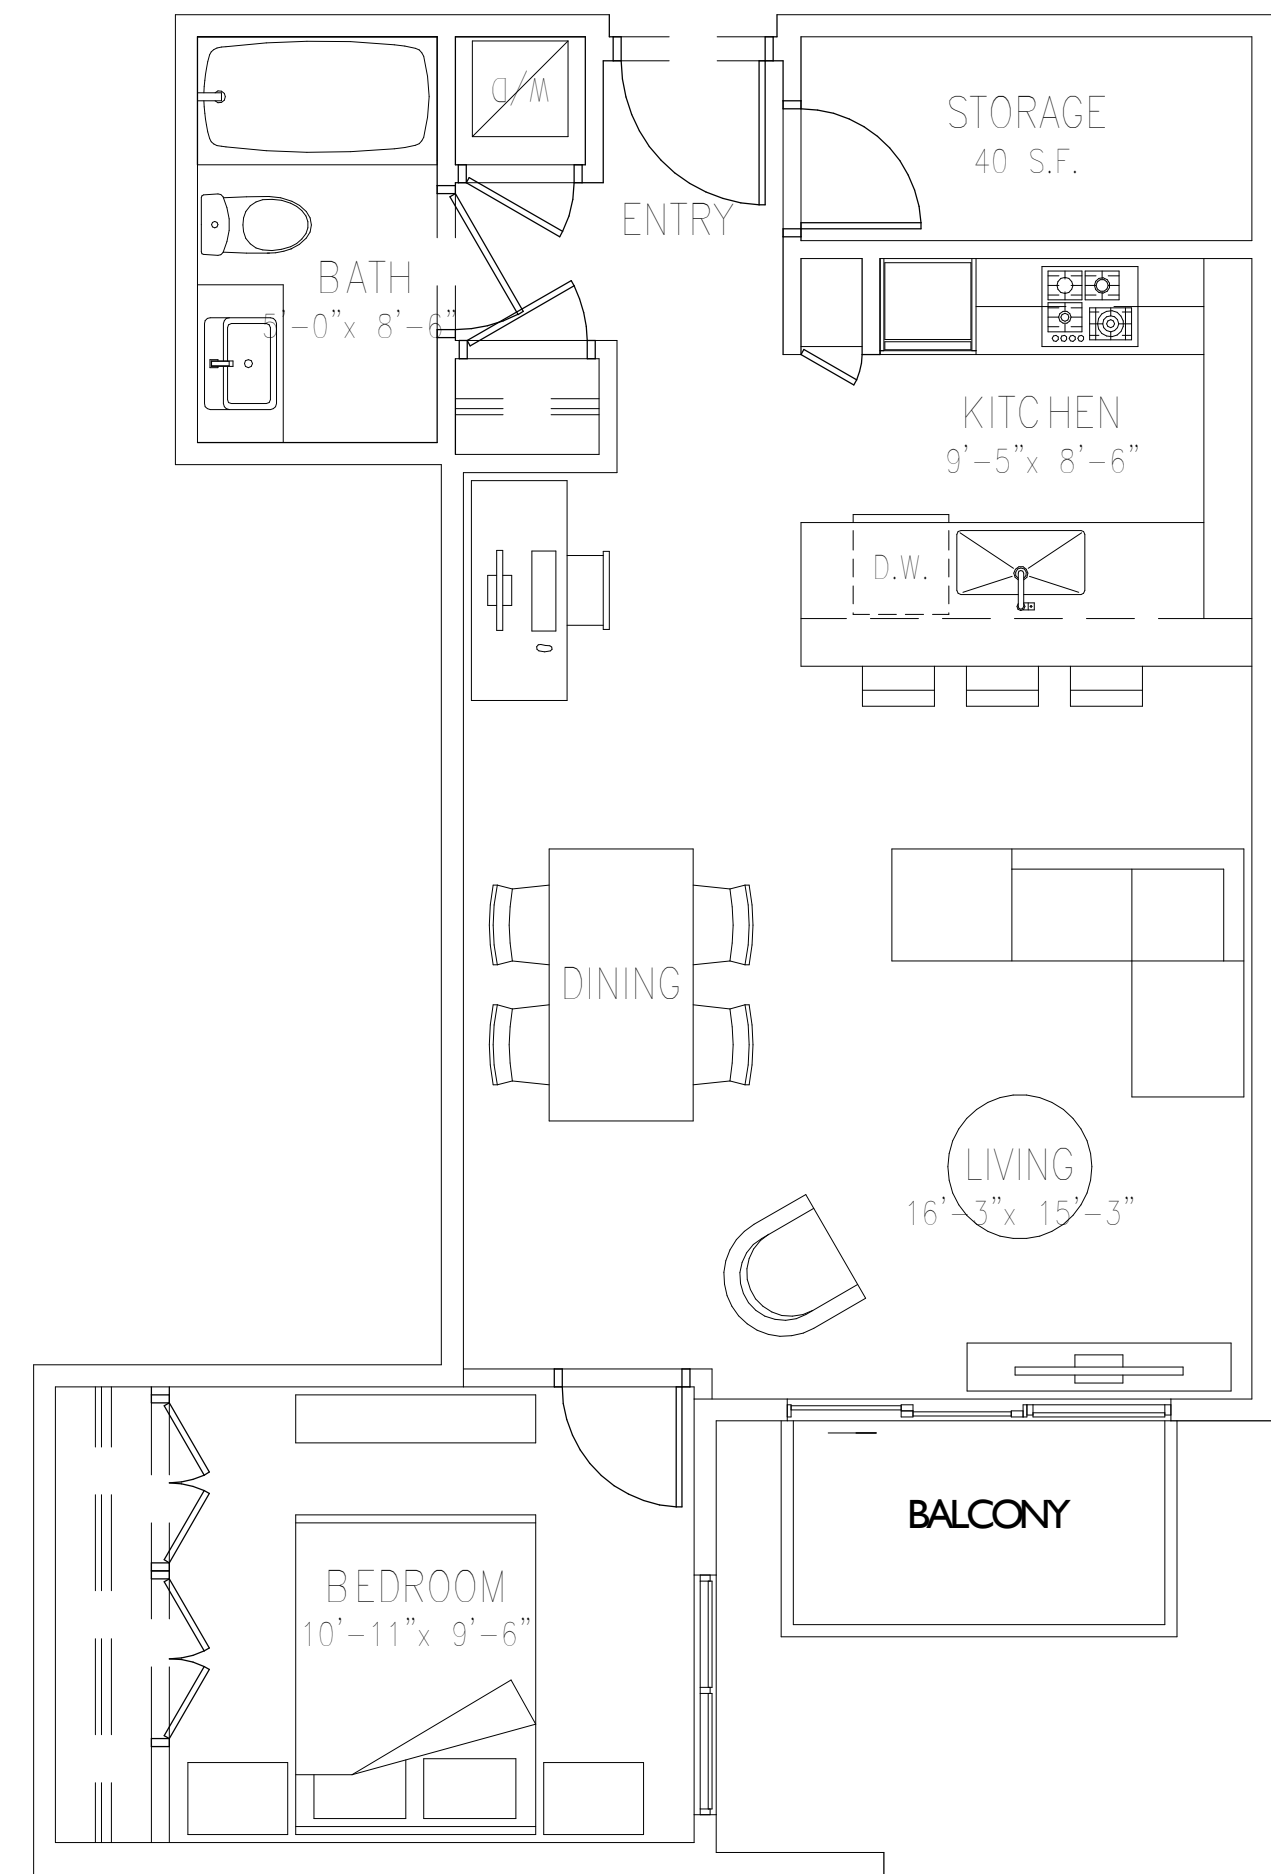 W/D
STORAGE
40 S.F.
ENTRY
BATH
5'-0"x 8'-6"
KITCHEN
9'-5"x 8'-6"
D.W.
DINING
LIVING
16'-3"x 15'-3"
BALCONY
BEDROOM
10'-11"x 9'-6"